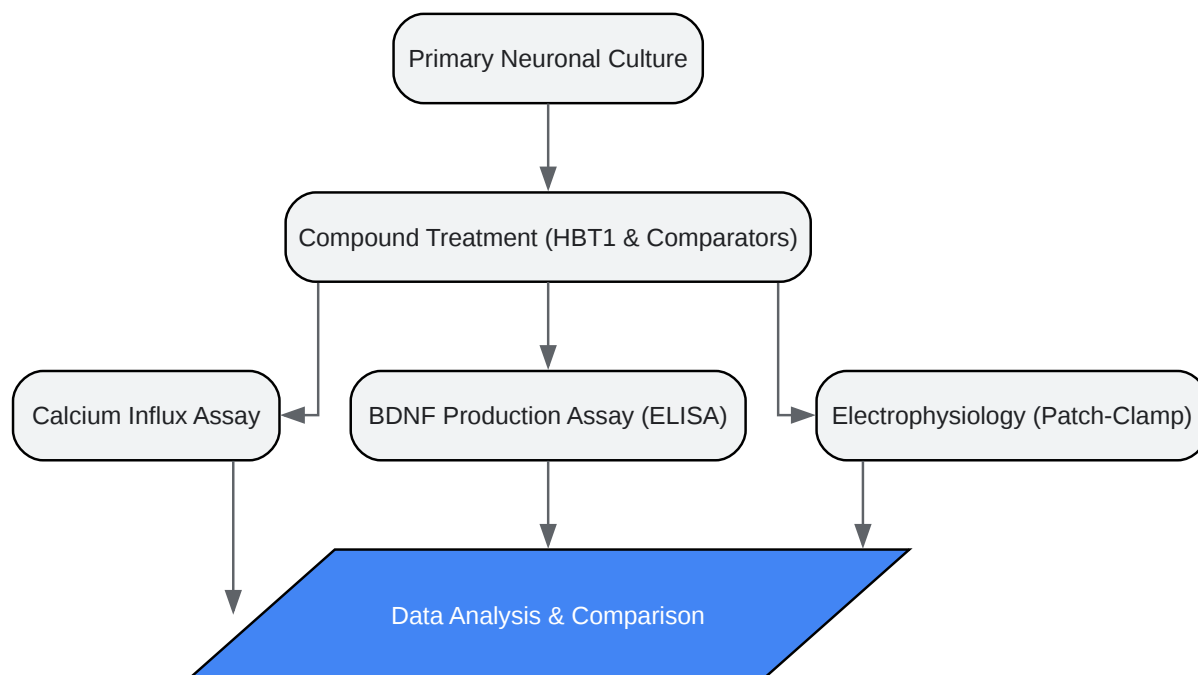 Primary Neuronal Culture
Compound Treatment (HBT1 & Comparators)
Calcium Influx Assay
BDNF Production Assay (ELISA)
Electrophysiology (Patch-Clamp)
Data Analysis & Comparison